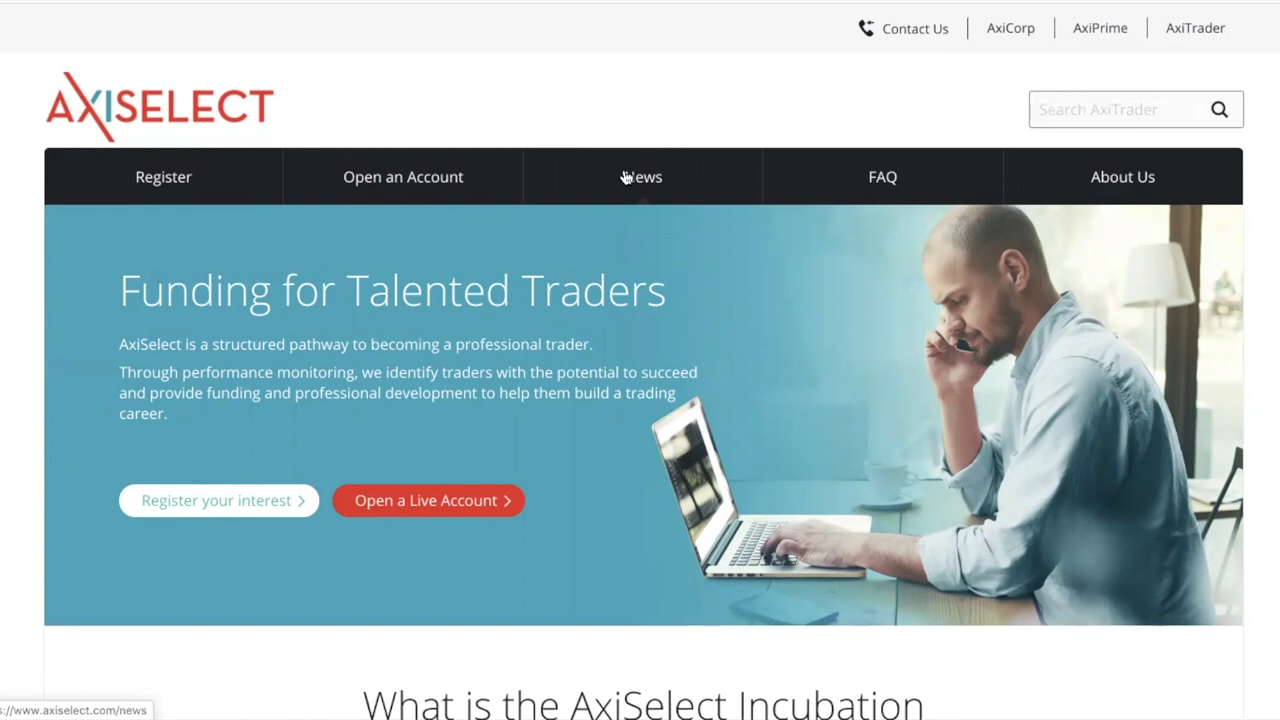 Contact Us
AxiCorp
AxiPrime
AxiTrader
AXISELECT
Search AxiTrader
Register
Open an Account
News
FAQ
About Us
Funding for Talented Traders
AxiSelect is a structured pathway to becoming a professional trader.
Through performance monitoring, we identify traders with the potential to succeed
and provide funding and professional development to help them build a trading
career.
Register your interest
Open a Live Account
What is the AxiSelect Incubation
s://www.axiselect.com/news